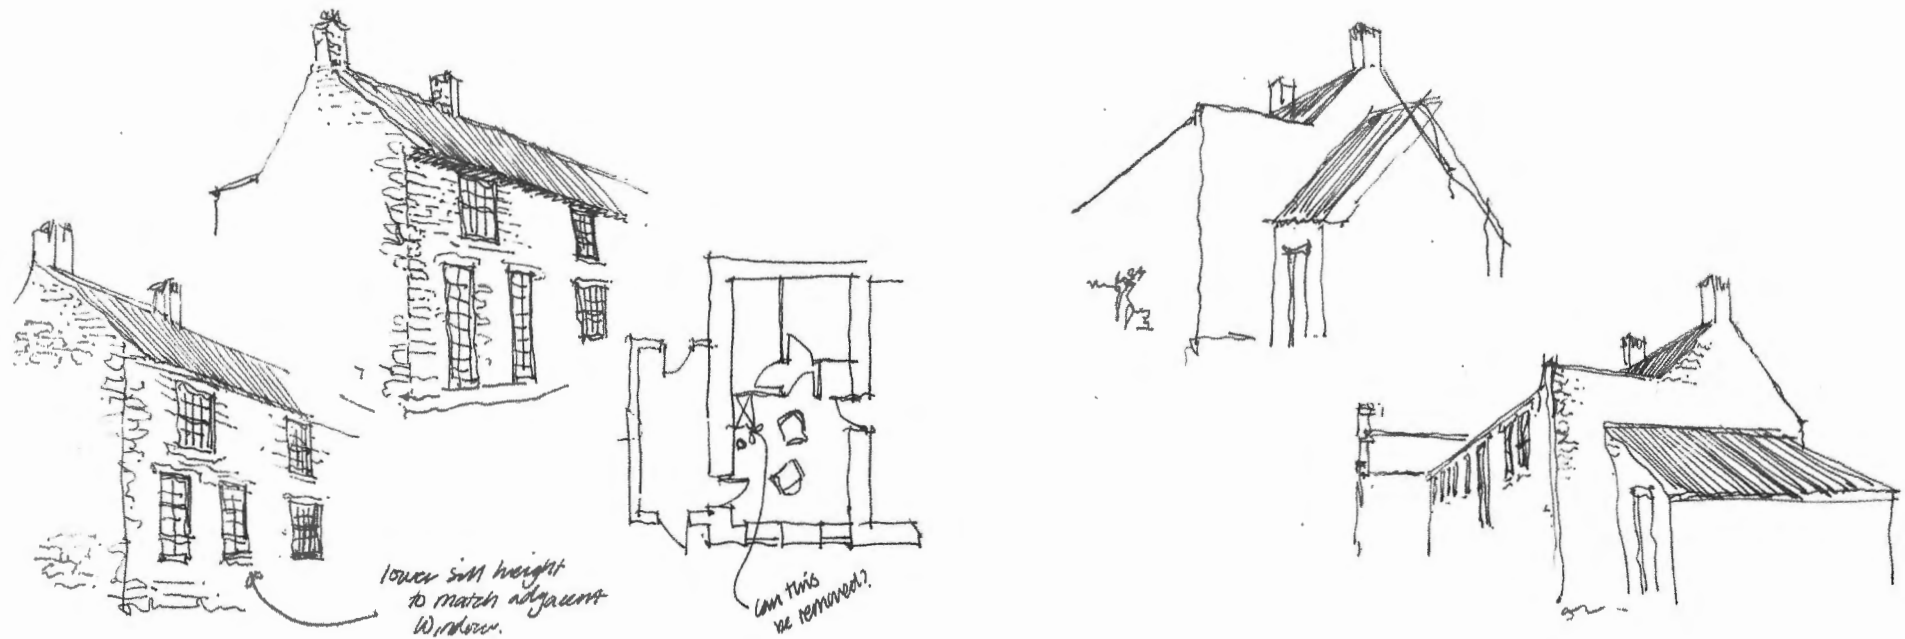 lower sill height
to match adjacent
window.
can this
be removed?